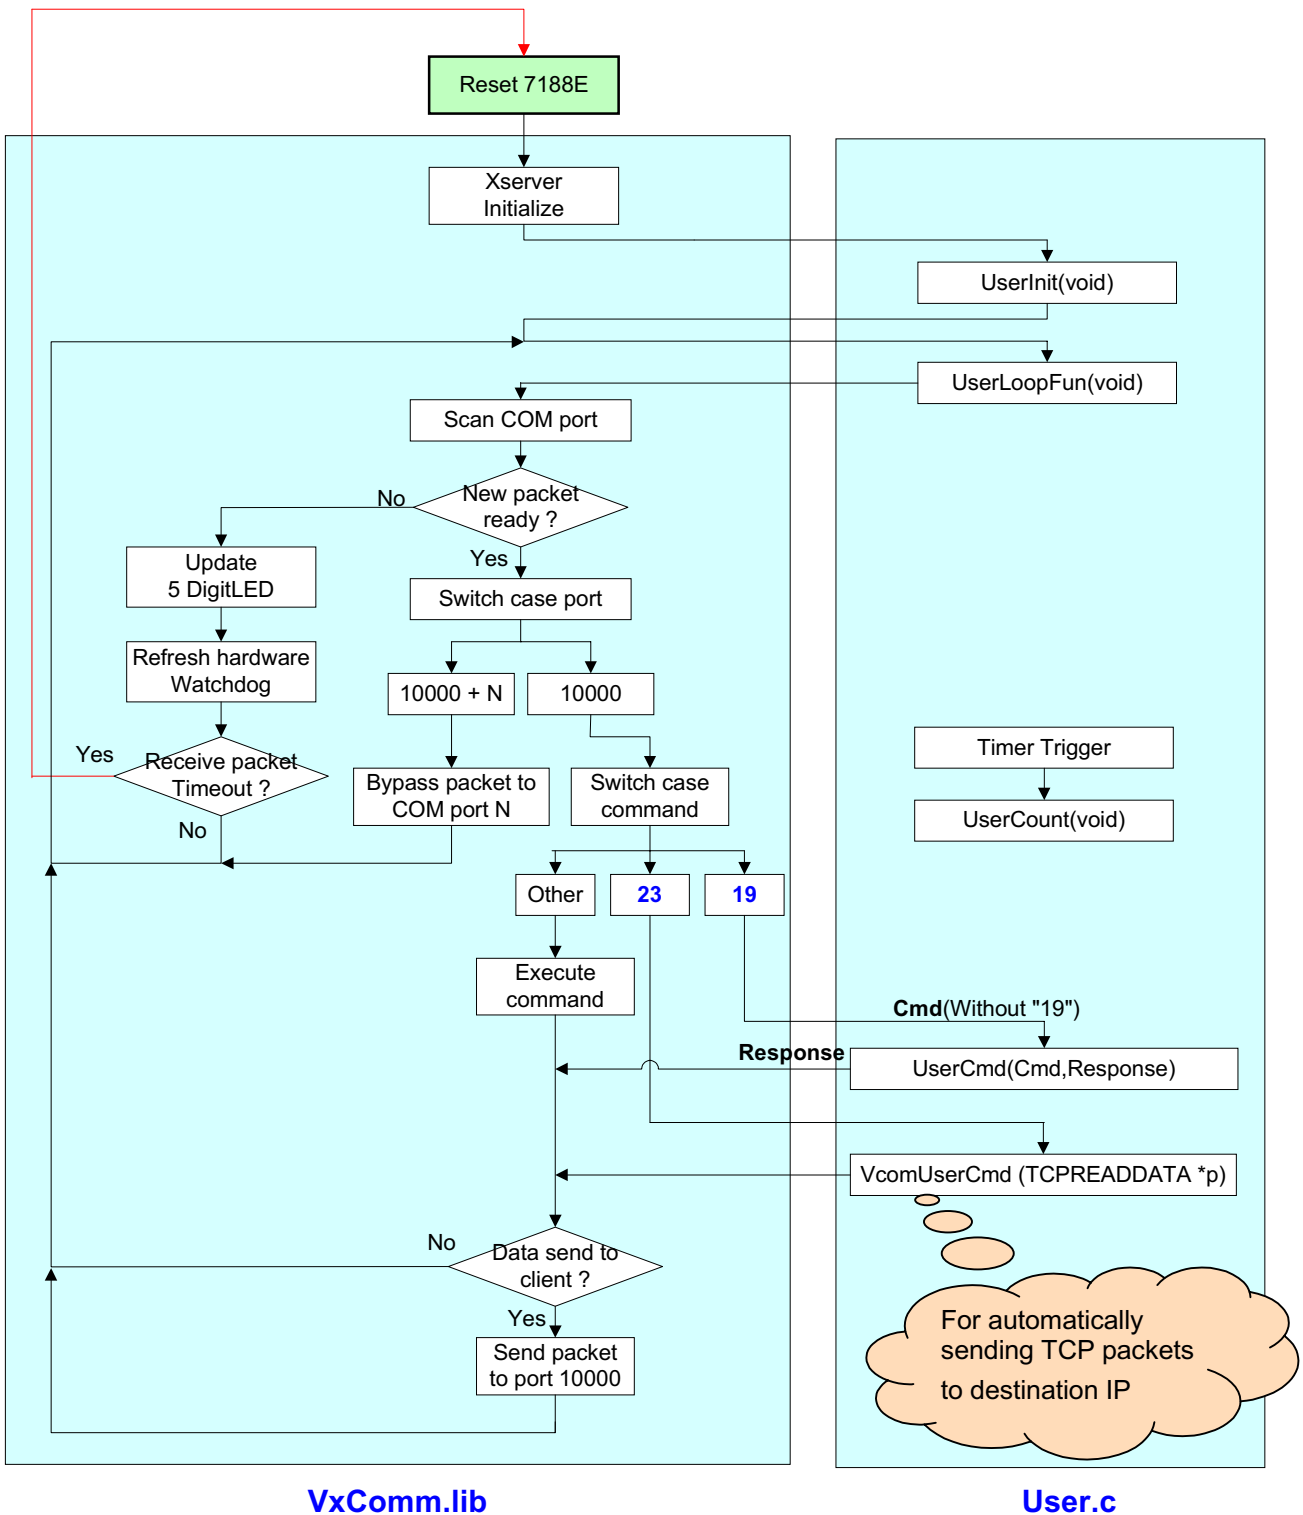 Reset 7188E
Xserver
Initialize
UserInit(void)
UserLoopFun(void)
Scan COM port
New packet
ready ?
No
Yes
Update
5 DigitLED
Switch case port
Refresh hardware
Watchdog
10000 + N
10000
Receive packet
Timeout ?
Yes
No
Bypass packet to
COM port N
Switch case
command
Timer Trigger
UserCount(void)
Other
23
19
Execute
command
Cmd(Without "19")
Response
UserCmd(Cmd,Response)
VcomUserCmd (TCPREADDATA *p)
No
Data send to
client ?
Yes
Send packet
to port 10000
For automatically
sending TCP packets
to destination IP
VxComm.lib
User.c